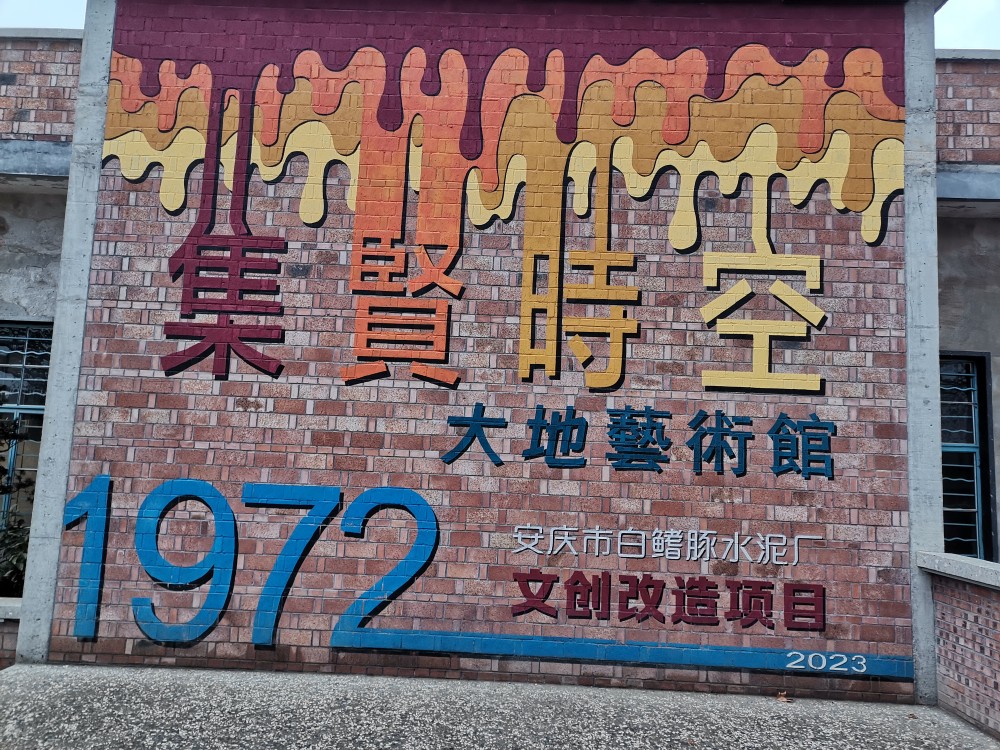 集賢時空
大地藝術館
1972
安庆市白鳍豚水泥厂
文创改造项目
2023